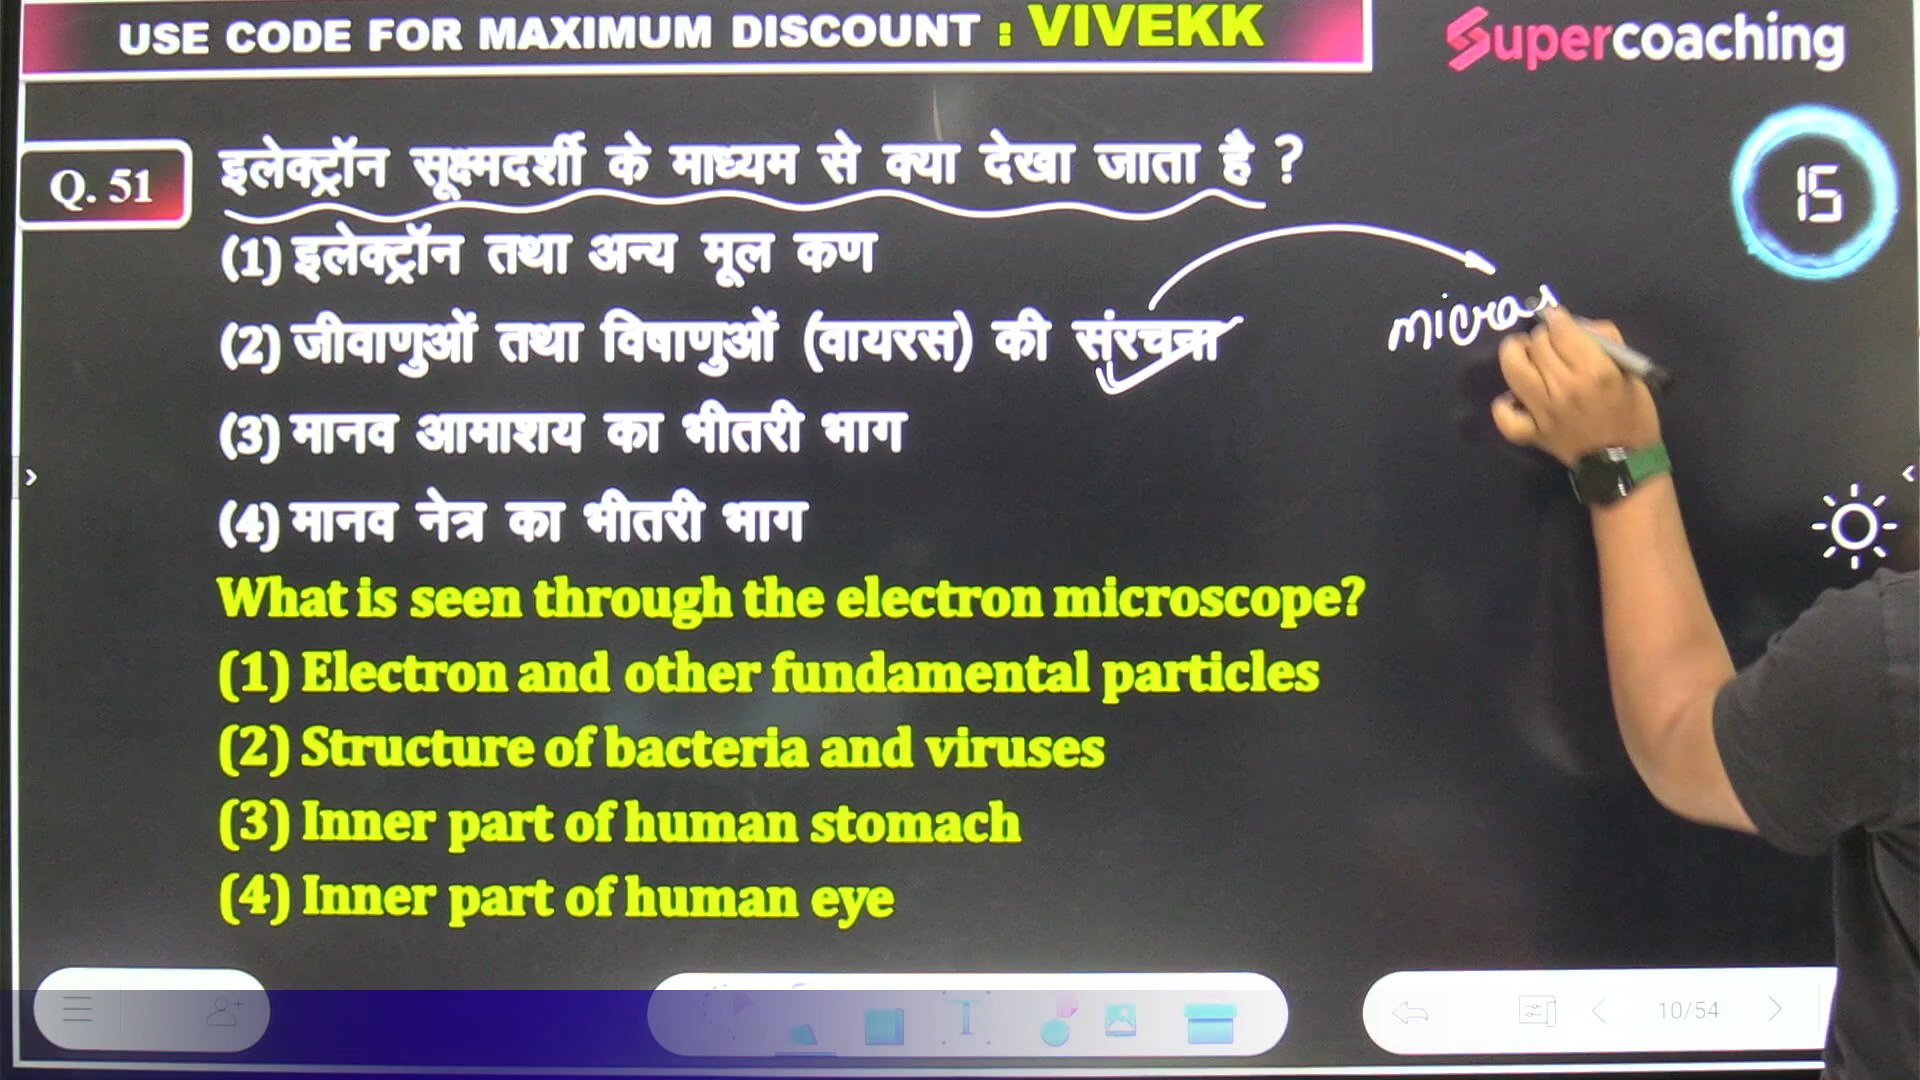 USE CODE FOR MAXIMUM DISCOUNT : VIVEKK
Supercoaching
15
Q. 51
इलेक्ट्रॉन सूक्ष्मदर्शी के माध्यम से क्या देखा जाता है ?
(1) इलेक्ट्रॉन तथा अन्य मूल कण
(2) जीवाणुओं तथा विषाणुओं (वायरस) की संरचना
(3) मानव आमाशय का भीतरी भाग
(4) मानव नेत्र का भीतरी भाग
What is seen through the electron microscope?
(1) Electron and other fundamental particles
(2) Structure of bacteria and viruses
(3) Inner part of human stomach
(4) Inner part of human eye
10/54